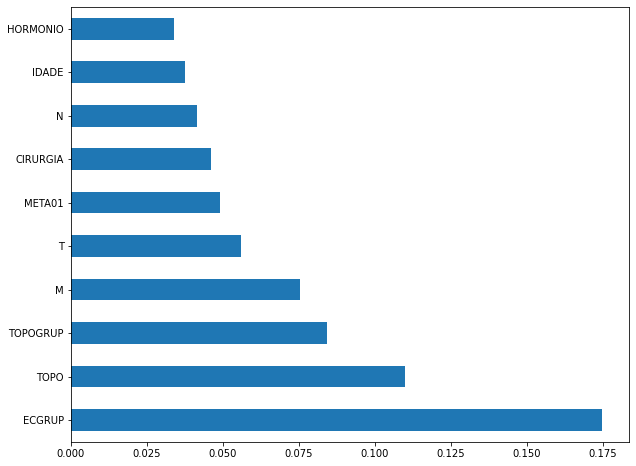 HORMONIO
IDADE
N
CIRURGIA
META01
T
M
TOPOGRUP
TOPO
ECGRUP
0.000 0.025 0.050 0.075 0.100 0.125 0.150 0.175